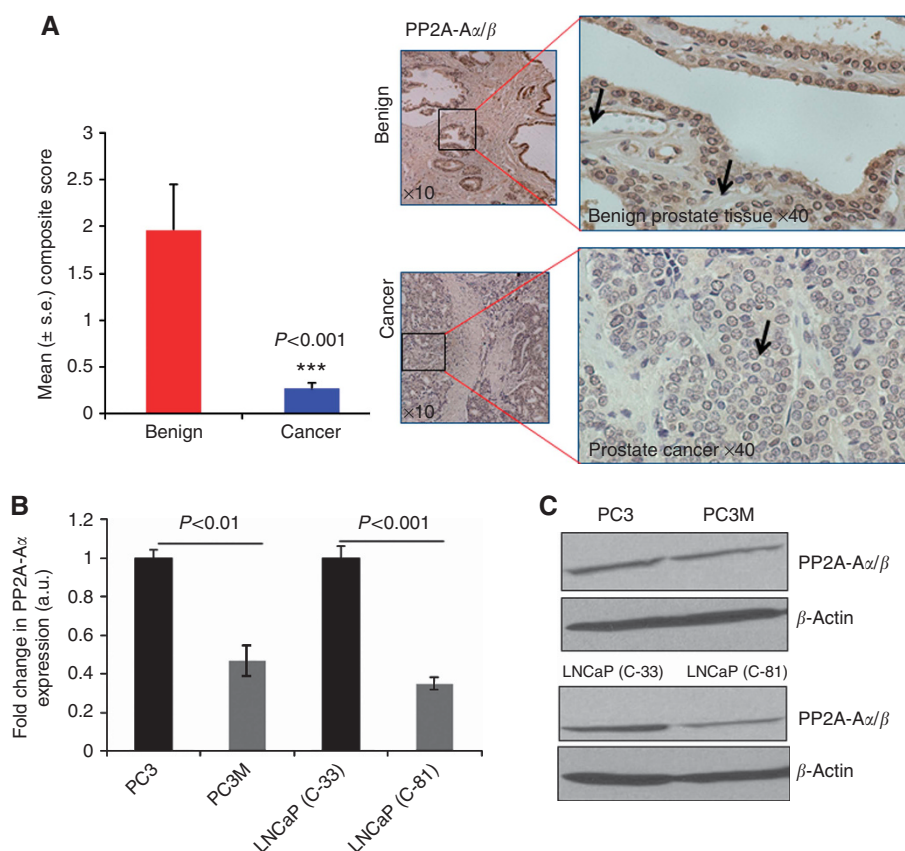 A
PP2A-Aα/β
Mean (± s.e.) composite score
3
2.5
2
1.5
1
0.5
0
P<0.001
***
Benign
Cancer
Benign
×10
Benign prostate tissue ×40
Cancer
×10
Prostate cancer ×40
B
Fold change in PP2A-Aα
expression (a.u.)
1.2
1
0.8
0.6
0.4
0.2
0
P<0.01
P<0.001
PC3
PC3M
LNCaP (C-33)
LNCaP (C-81)
C
PC3
PC3M
PP2A-Aα/β
β-Actin
LNCaP (C-33)
LNCaP (C-81)
PP2A-Aα/β
β-Actin